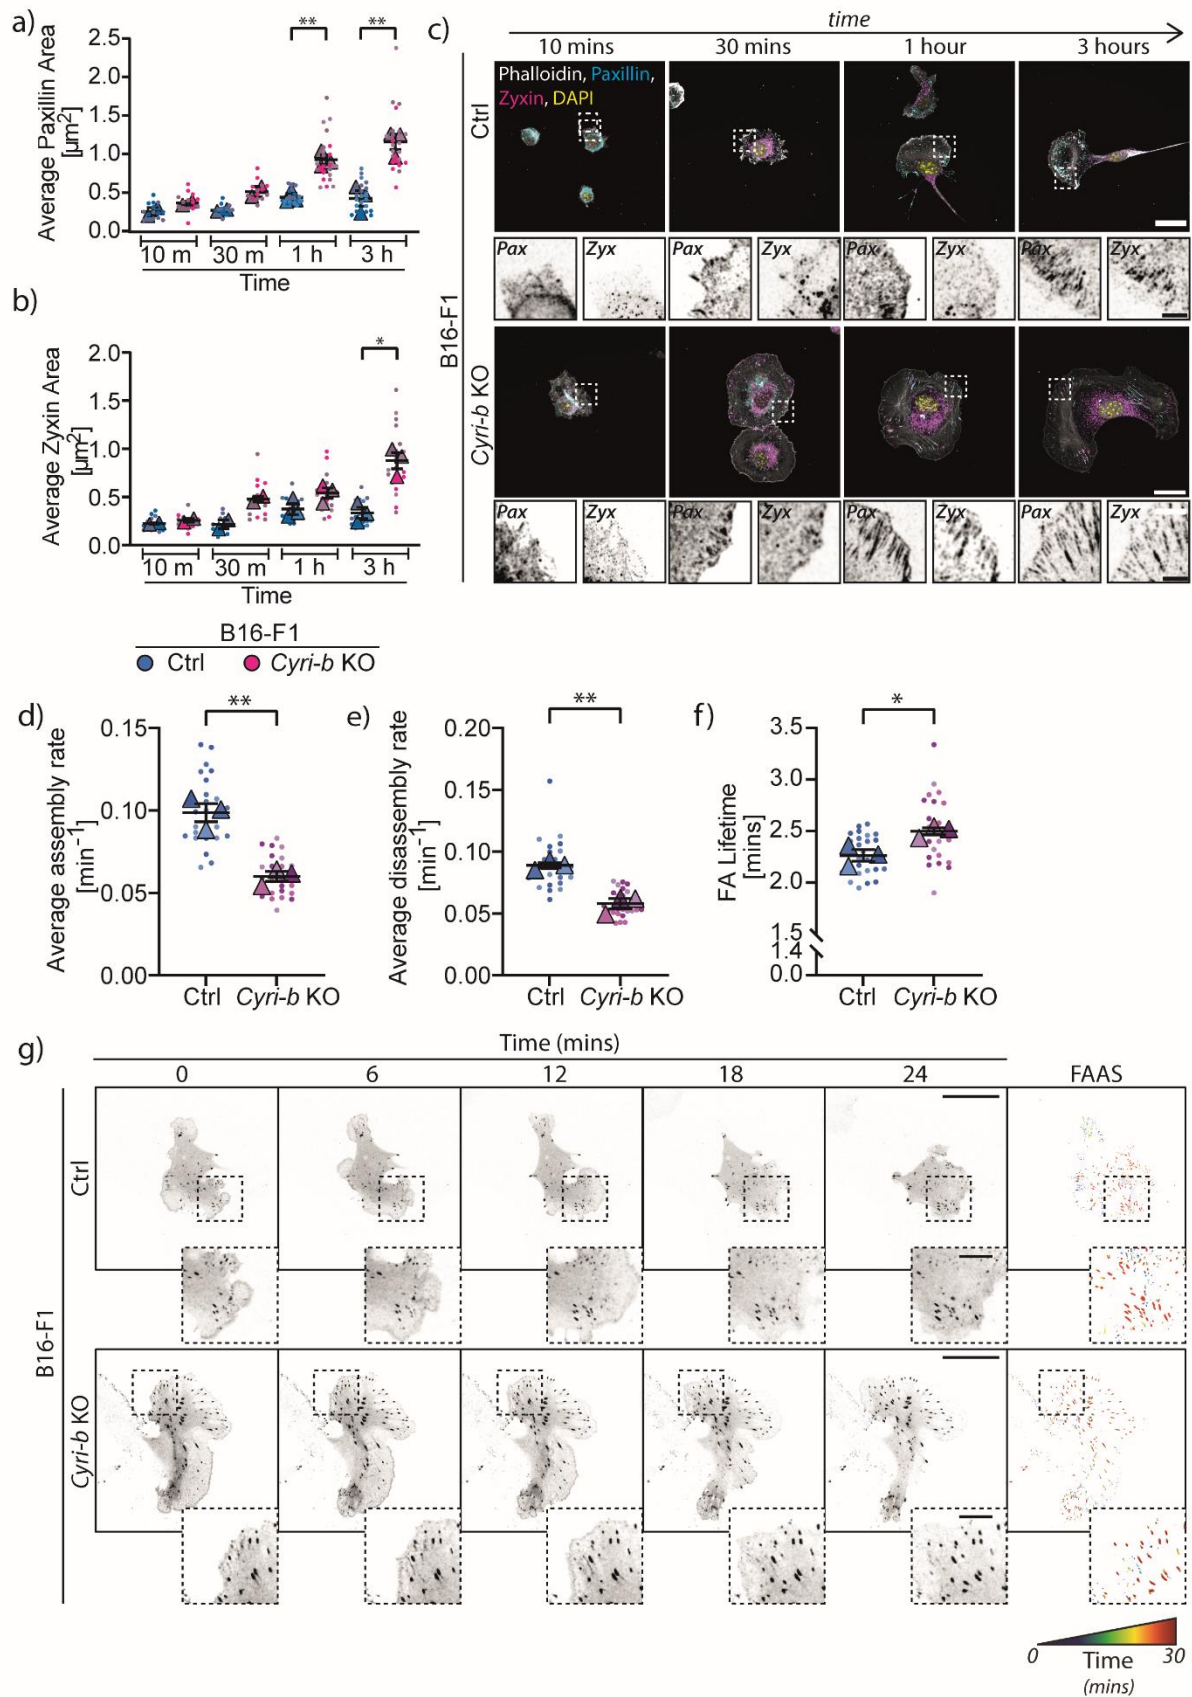 a)
**
**
2.5
2.0
1.5
1.0
0.5
0.0
Average Paxillin Area
[µm²]
10 m
30 m
1 h
3 h
Time
b)
*
2.0
1.5
1.0
0.5
0.0
Average Zyxin Area
[µm²]
10 m
30 m
1 h
3 h
Time
B16-F1
Ctrl
Cyri-b KO
c)
time
10 mins
30 mins
1 hour
3 hours
Phalloidin, Paxillin,
Zyxin, DAPI
B16-F1
Ctrl
Pax
Zyx
Pax
Zyx
Pax
Zyx
Pax
Zyx
Cyri-b KO
Pax
Zyx
Pax
Zyx
Pax
Zyx
Pax
Zyx
d)
**
0.15
0.10
0.05
0.00
Average assembly rate
[min⁻¹]
Ctrl
Cyri-b KO
e)
**
0.20
0.15
0.10
0.05
0.00
Average disassembly rate
[min⁻¹]
Ctrl
Cyri-b KO
f)
*
3.5
3.0
2.5
2.0
1.5
1.4
0.0
FA Lifetime
[mins]
Ctrl
Cyri-b KO
g)
Time (mins)
0
6
12
18
24
FAAS
B16-F1
Ctrl
Cyri-b KO
0
Time
30
(mins)